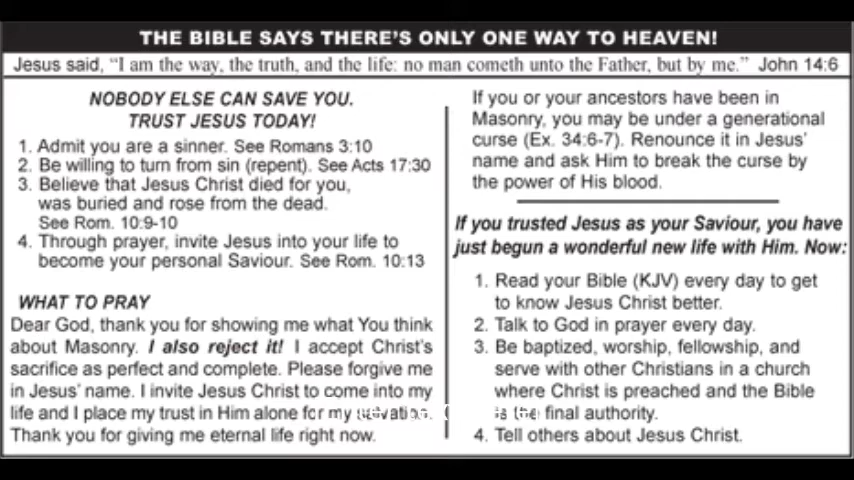 THE BIBLE SAYS THERE'S ONLY ONE WAY TO HEAVEN!
Jesus said, “I am the way, the truth, and the life: no man cometh unto the Father, but by me.” John 14:6
NOBODY ELSE CAN SAVE YOU.
TRUST JESUS TODAY!
1. Admit you are a sinner. See Romans 3:10
2. Be willing to turn from sin (repent). See Acts 17:30
3. Believe that Jesus Christ died for you,
was buried and rose from the dead.
See Rom. 10:9-10
4. Through prayer, invite Jesus into your life to
become your personal Saviour. See Rom. 10:13
WHAT TO PRAY
Dear God, thank you for showing me what You think
about Masonry. I also reject it! I accept Christ's
sacrifice as perfect and complete. Please forgive me
in Jesus' name. I invite Jesus Christ to come into my
life and I place my trust in Him alone for my
Thank you for giving me eternal life right now.
If you or your ancestors have been in
Masonry, you may be under a generational
curse (Ex. 34:6-7). Renounce it in Jesus'
name and ask Him to break the curse by
the power of His blood.
If you trusted Jesus as your Saviour, you have
just begun a wonderful new life with Him. Now:
1. Read your Bible (KJV) every day to get
to know Jesus Christ better.
2. Talk to God in prayer every day.
3. Be baptized, worship, fellowship, and
serve with other Christians in a church
where Christ is preached and the Bible
final authority.
4. Tell others about Jesus Christ.